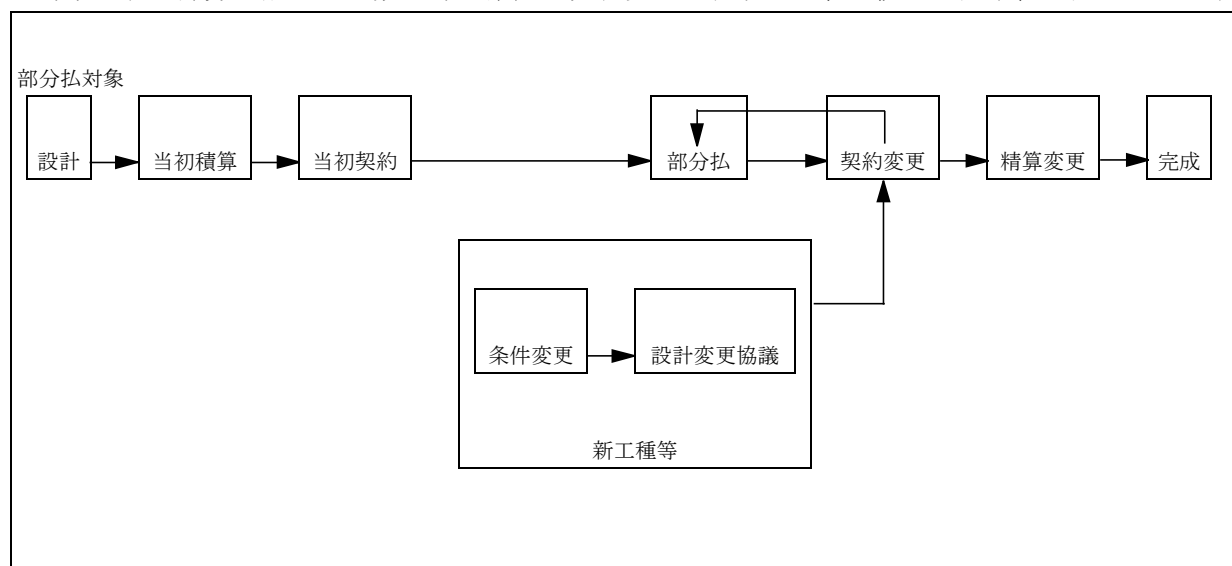 部分払対象
設計 当初積算 当初契約 部分払 契約変更 精算変更 完成
条件変更 設計変更協議
新工種等